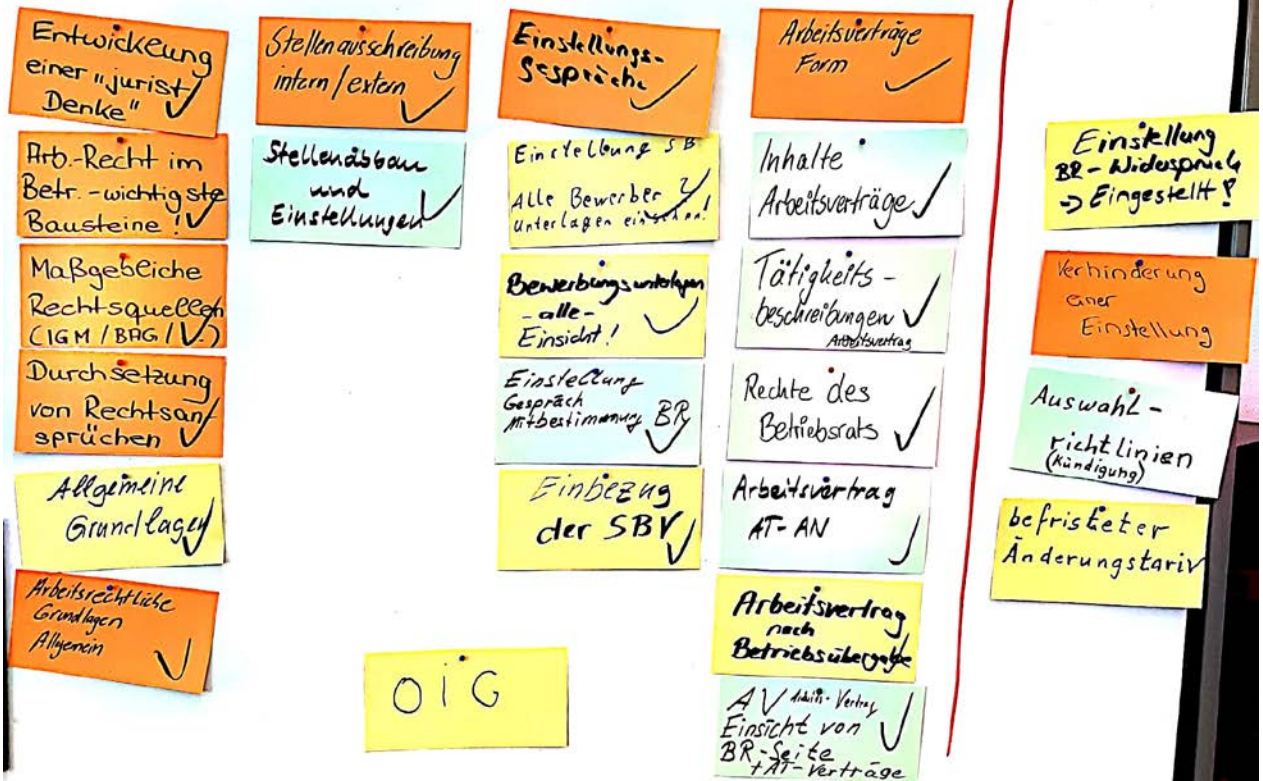 Entwickeung
einer "jurist
Denke"
Arb.-Recht im
Betr. - wichtigste
Bausteine!
Maßgebeiche
Rechtsquellen
(IGM / BAG / ..)
Durchsetzung
von Rechtsan
sprüchen
Allgemeine
Grundlagen
Arbeitsrechtliche
Grundlagen
Allgemein
Stellenausschreibung
intern / extern
Stellenabbau
und
Einstellungen
OIG
Einstellungs-
gespräche
Einstellung SB
Alle Bewerber
Unterlagen einsehen!
Bewerbungsunterlagen
- alle -
Einsicht!
Einstellung
Gespräch
Mitbestimmung BR
Einbezug
der SBV
Arbeitsverträge
Form
Inhalte
Arbeitsverträge
Tätigkeits-
beschreibungen
Arbeitsvertrag
Rechte des
Betriebsrats
Arbeitsvertrag
AT-AN
Arbeitsvertrag
nach
Betriebsübergabe
AV Arbeits-Vertrag
Einsicht von
BR-Seite
+ AT-Verträge
Einstellung
BR-Widerspruch
-> Eingestellt?
Verhinderung
einer
Einstellung
Auswahl-
richtlinien
(Kündigung)
befristeter
Änderungstariv